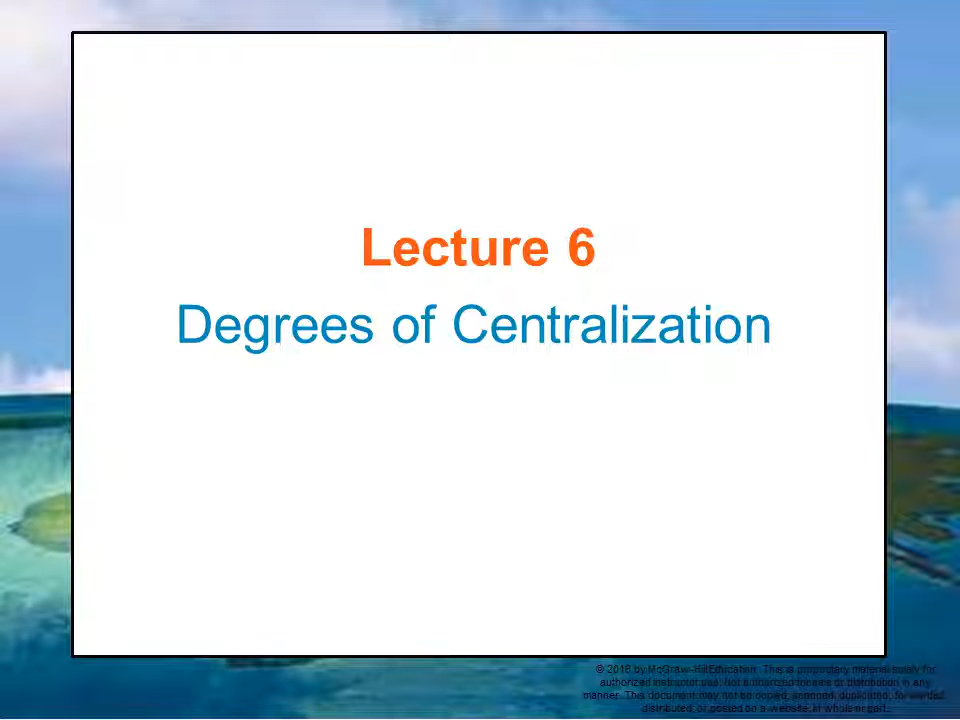 Lecture 6
Degrees of Centralization
© 2016 by McGraw-Hill Education. This is proprietary material solely for
authorized instructor use. Not authorized for sale or distribution in any
manner. This document may not be copied, scanned, duplicated, forwarded,
distributed, or posted on a website, in whole or part.